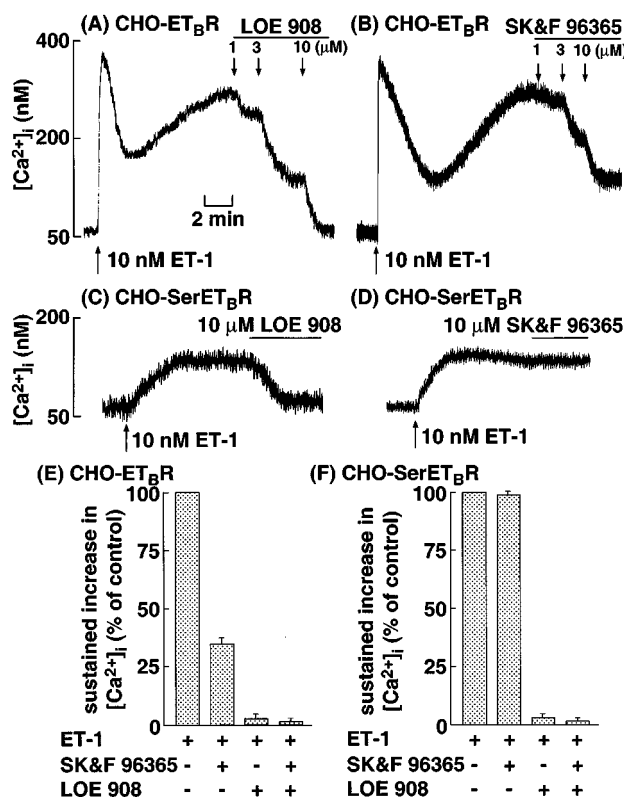 (A) CHO-ETBR
LOE 908
1 3 10 (μM)
400
200
50
[Ca2+]i (nM)
2 min
10 nM ET-1
(B) CHO-ETBR
SK&F 96365
1 3 10 (μM)
10 nM ET-1
(C) CHO-SerETBR
200
50
[Ca2+]i (nM)
10 μM LOE 908
10 nM ET-1
(D) CHO-SerETBR
10 μM SK&F 96365
10 nM ET-1
(E) CHO-ETBR
sustained increase in
[Ca2+]i (% of control)
100
75
50
25
0
ET-1 + + + +
SK&F 96365 - + - +
LOE 908 - - + +
(F) CHO-SerETBR
sustained increase in
[Ca2+]i (% of control)
100
75
50
25
0
ET-1 + + + +
SK&F 96365 - + - +
LOE 908 - - + +